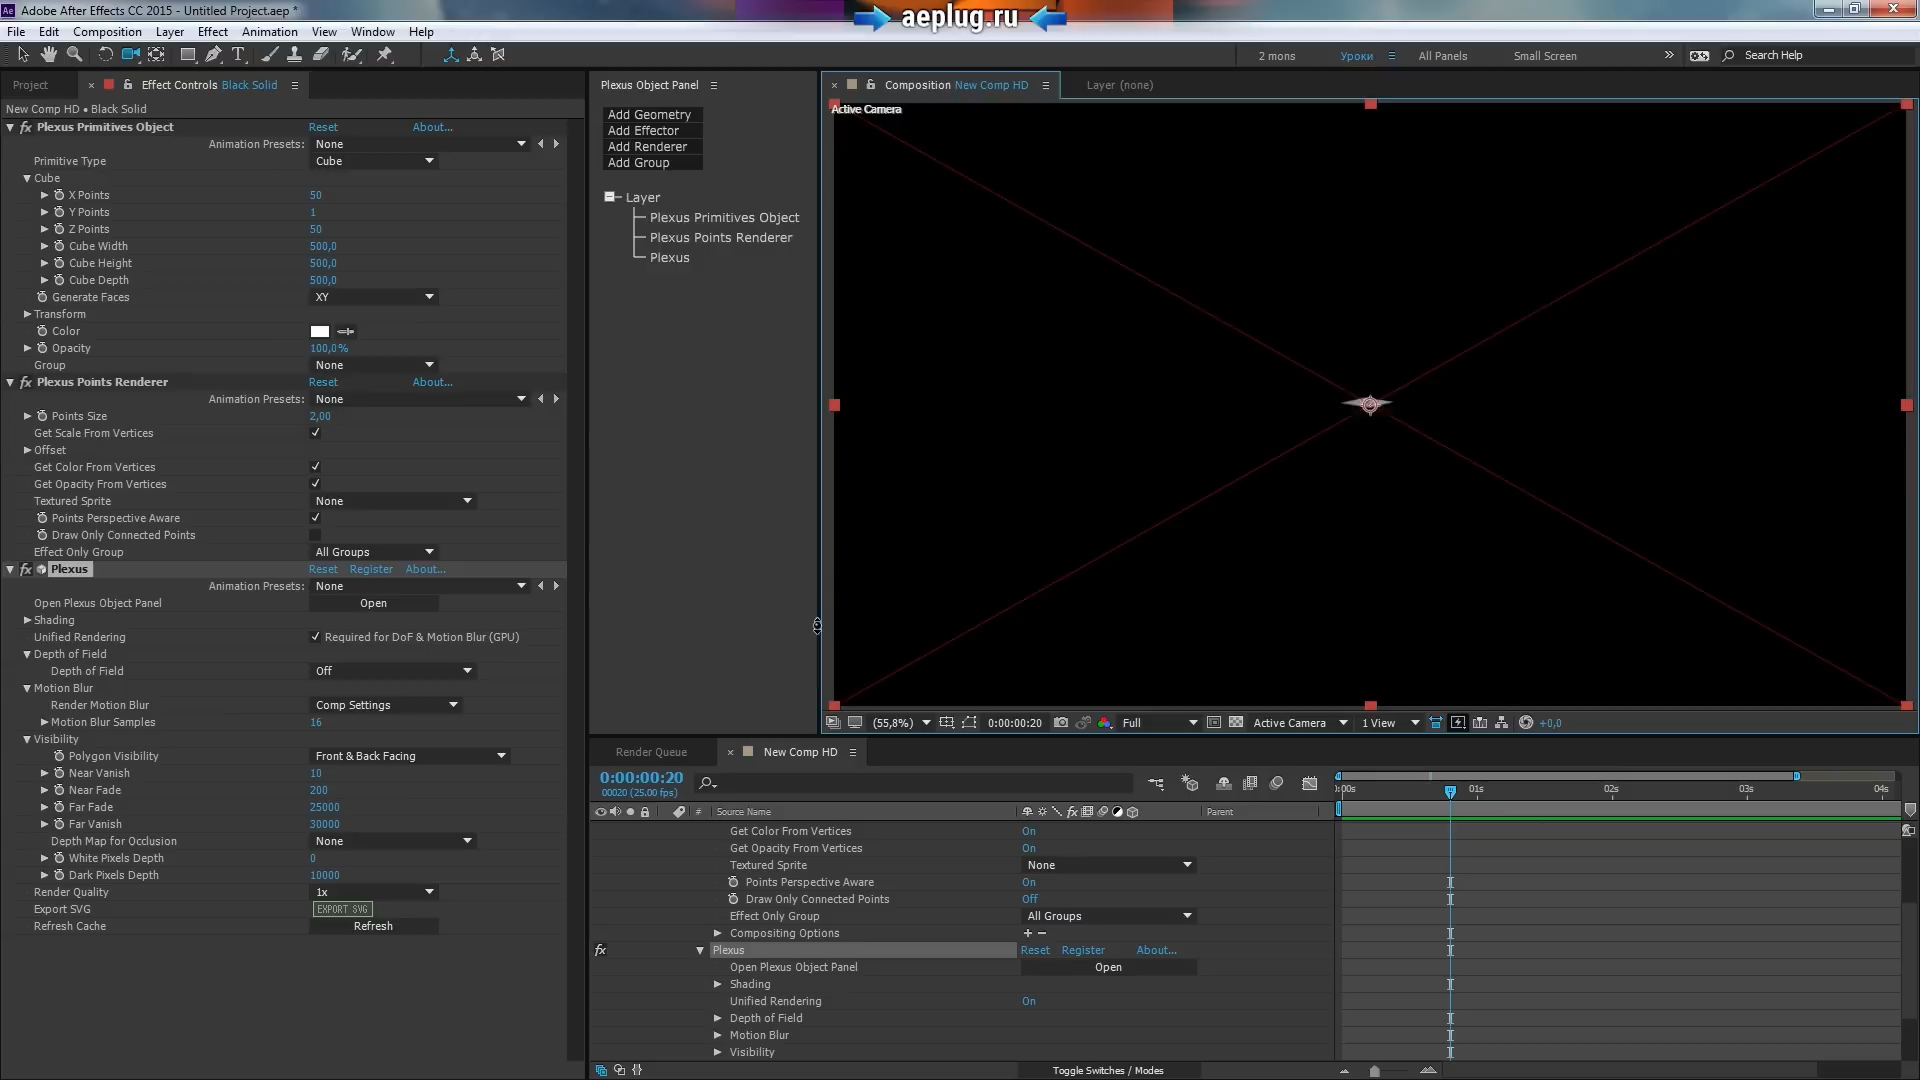 Adobe After Effects CC 2015 - Untitled Project.aep *
aeplug.ru
File Edit Composition Layer Effect Animation View Window Help
2 mons Уроки All Panels Small Screen Search Help
Project Effect Controls Black Solid
New Comp HD • Black Solid
Plexus Primitives Object Reset About...
Animation Presets: None
Primitive Type Cube
Cube
X Points 50
Y Points 1
Z Points 50
Cube Width 500,0
Cube Height 500,0
Cube Depth 500,0
Generate Faces XY
Transform
Color
Opacity 100,0%
Group None
Plexus Points Renderer Reset About...
Animation Presets: None
Points Size 2,00
Get Scale From Vertices
Offset
Get Color From Vertices
Get Opacity From Vertices
Textured Sprite None
Points Perspective Aware
Draw Only Connected Points
Effect Only Group All Groups
Plexus Reset Register About...
Animation Presets: None
Open Plexus Object Panel Open
Shading
Unified Rendering Required for DoF & Motion Blur (GPU)
Depth of Field
Depth of Field Off
Motion Blur
Render Motion Blur Comp Settings
Motion Blur Samples 16
Visibility
Polygon Visibility Front & Back Facing
Near Vanish 10
Near Fade 200
Far Fade 25000
Far Vanish 30000
Depth Map for Occlusion None
White Pixels Depth 0
Dark Pixels Depth 10000
Render Quality 1x
Export SVG EXPORT SVG
Refresh Cache Refresh
Plexus Object Panel
Add Geometry
Add Effector
Add Renderer
Add Group
Layer
Plexus Primitives Object
Plexus Points Renderer
Plexus
Composition New Comp HD Layer (none)
Active Camera
(55,8%) 0:00:00:20 Full Active Camera 1 View +0,0
Render Queue New Comp HD
0:00:00:20
00020 (25.00 fps)
0:00s 01s 02s 03s 04s
# Source Name Parent
Get Color From Vertices On
Get Opacity From Vertices On
Textured Sprite None
Points Perspective Aware On
Draw Only Connected Points Off
Effect Only Group All Groups
Compositing Options + −
fx Plexus Reset Register About...
Open Plexus Object Panel Open
Shading
Unified Rendering On
Depth of Field
Motion Blur
Visibility
Toggle Switches / Modes